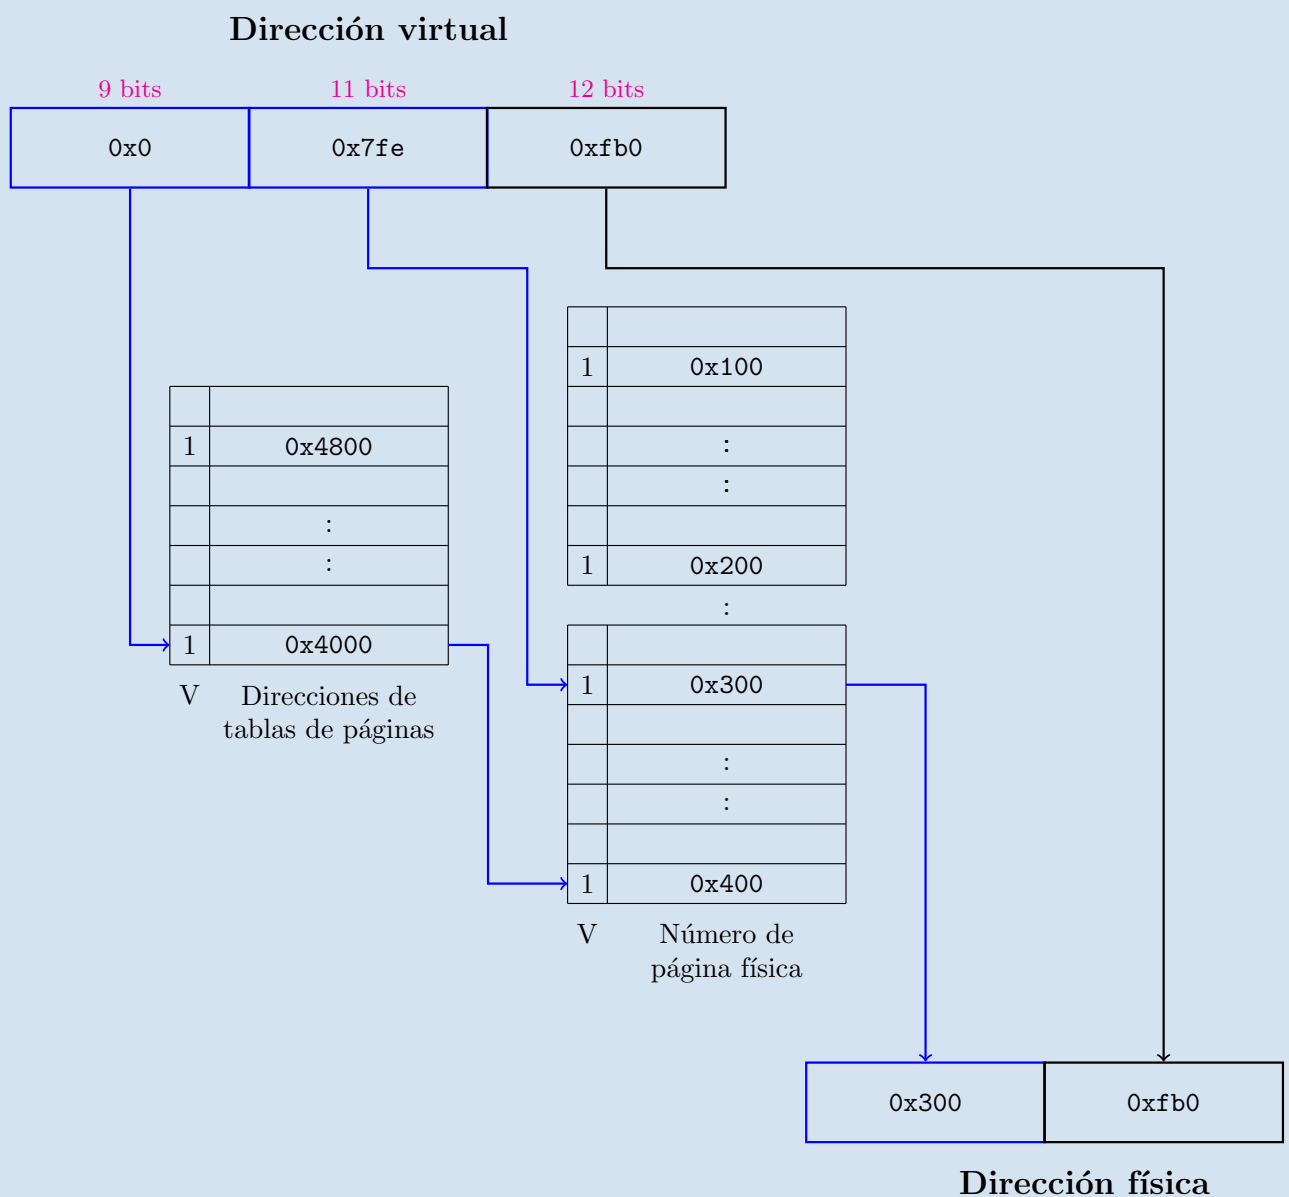 Dirección virtual
9 bits 11 bits 12 bits
0x0 0x7fe 0xfb0
1 0x100
1 0x4800
:
:
:
:
1 0x200
:
1 0x4000
1 0x300
V Direcciones de
tablas de páginas
:
:
1 0x400
V Número de
página física
0x300 0xfb0
Dirección física